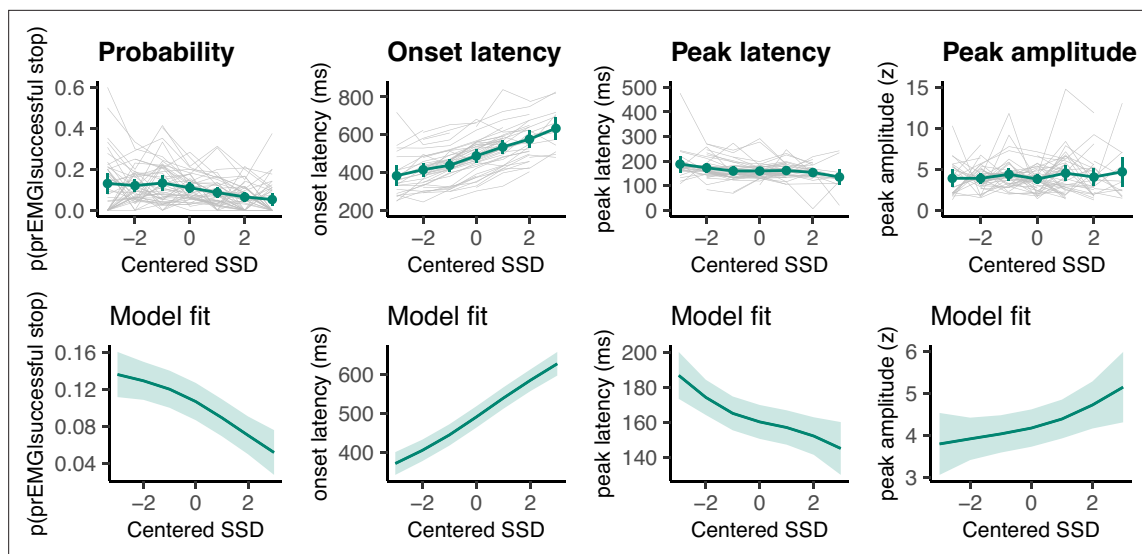 Probability
p(prEMG|successful stop)
0.6
0.4
0.2
0.0
−2 0 2
Centered SSD
Onset latency
onset latency (ms)
800
600
400
200
−2 0 2
Centered SSD
Peak latency
peak latency (ms)
500
400
300
200
100
0
−2 0 2
Centered SSD
Peak amplitude
peak amplitude (z)
15
10
5
0
−2 0 2
Centered SSD
Model fit
p(prEMG|successful stop)
0.16
0.12
0.08
0.04
−2 0 2
Centered SSD
Model fit
onset latency (ms)
600
500
400
−2 0 2
Centered SSD
Model fit
peak latency (ms)
200
180
160
140
−2 0 2
Centered SSD
Model fit
peak amplitude (z)
6
5
4
3
−2 0 2
Centered SSD